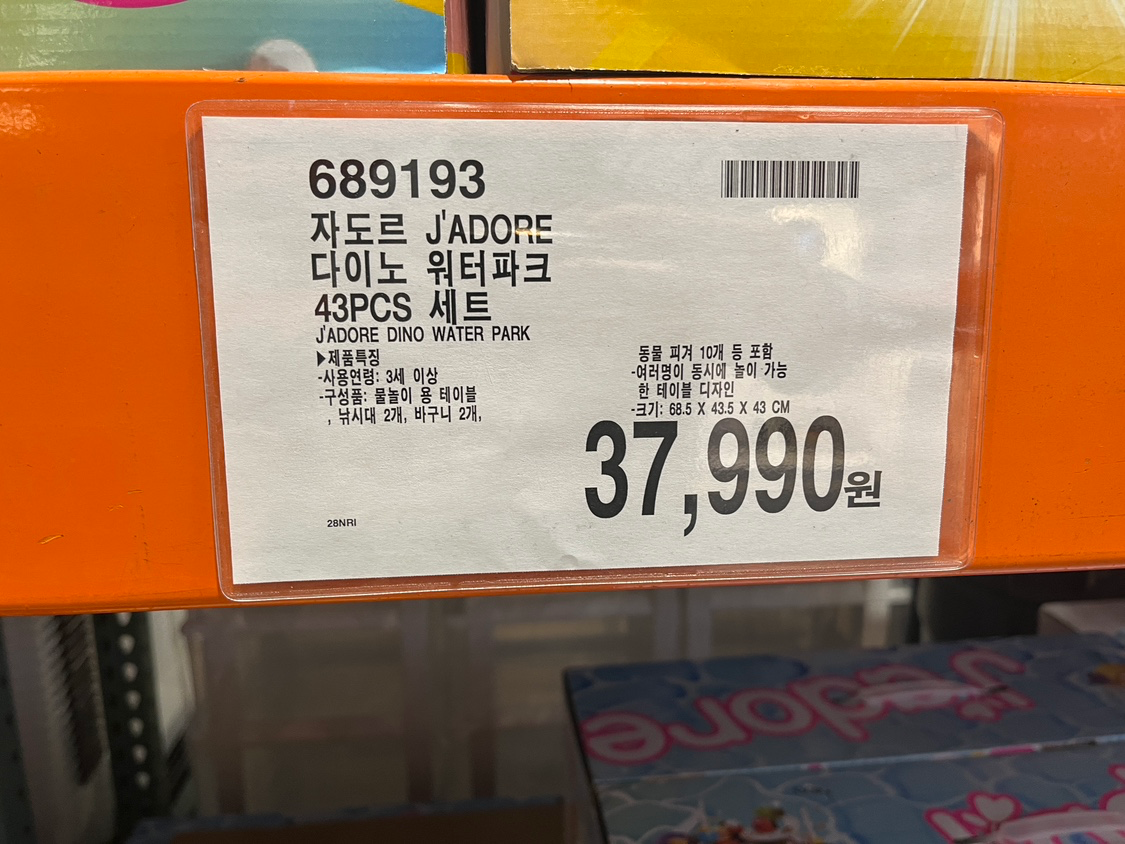 689193
자도르 J'ADORE
다이노 워터파크
43PCS 세트
J'ADORE DINO WATER PARK
▶제품특징
-사용연령: 3세 이상
-구성품: 물놀이 용 테이블
, 낚시대 2개, 바구니 2개,
동물 피겨 10개 등 포함
-여러명이 동시에 놀이 가능
한 테이블 디자인
-크기: 68.5 X 43.5 X 43 CM
37,990원
28NRI
Jedore